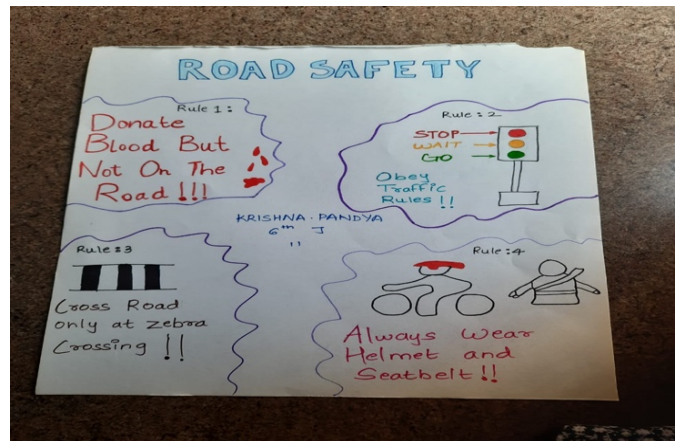 ROAD SAFETY
Rule 1:
Donate
Blood But
Not On The
Road !!!
Rule: 2
STOP
WAIT
GO
Obey
Traffic
Rules !!
KRISHNA. PANDYA
6th J
"
Rule:3
Cross Road
only at zebra
Crossing !!
Rule:4
Always Wear
Helmet and
Seatbelt !!